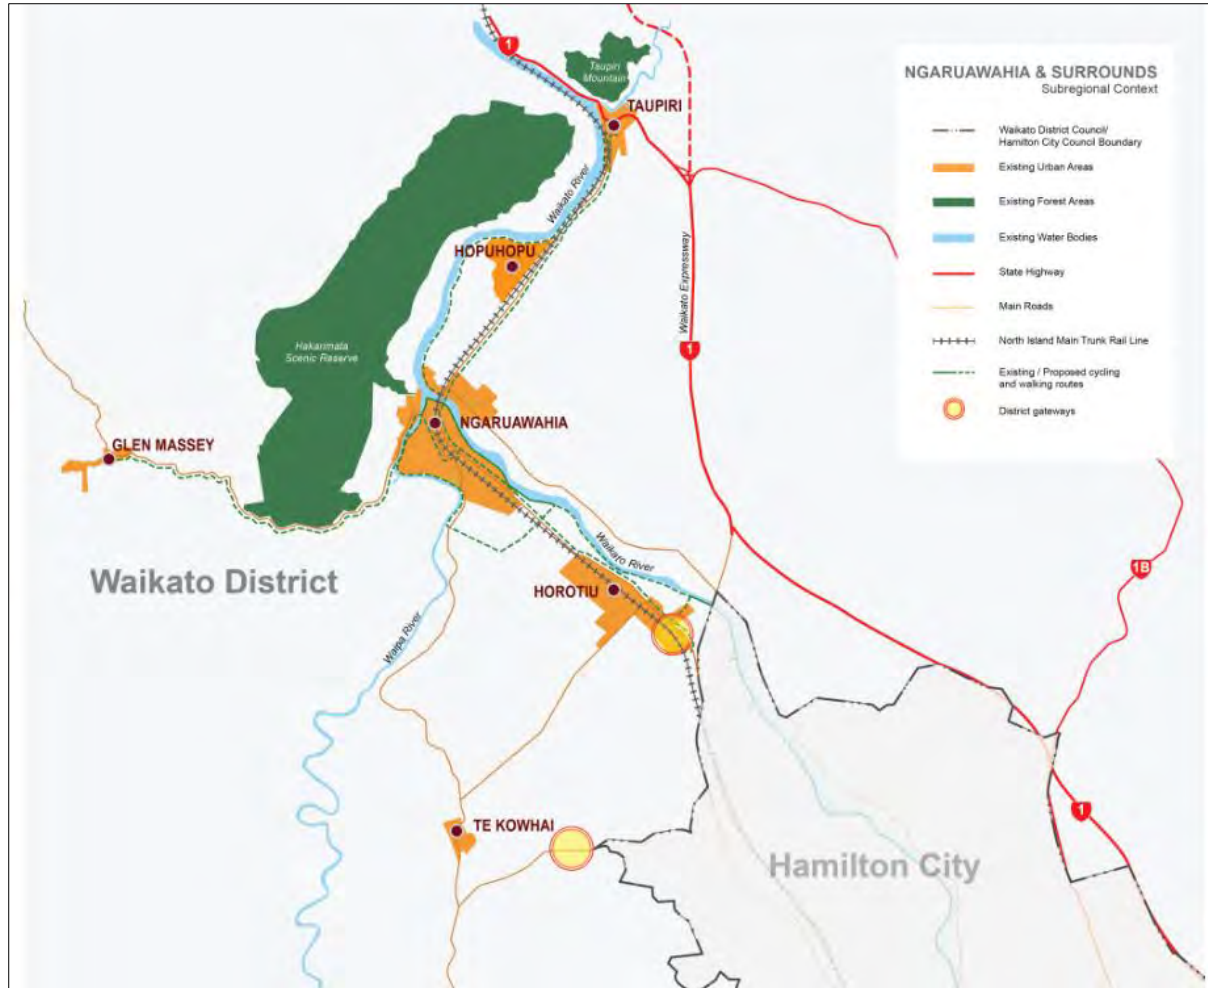 1
Taupiri
Mountain
TAUPIRI
NGARUAWAHIA & SURROUNDS
Subregional Context
Waikato District Council/
Hamilton City Council Boundary
Existing Urban Areas
Existing Forest Areas
Existing Water Bodies
State Highway
Main Roads
North Island Main Trunk Rail Line
Existing / Proposed cycling
and walking routes
District gateways
Waikato River
HOPUHOPU
Waikato Expressway
1
Hakarimata
Scenic Reserve
NGARUAWAHIA
GLEN MASSEY
Waikato River
Waikato District
HOROTIU
1B
Waipa River
TE KOWHAI
1
Hamilton City